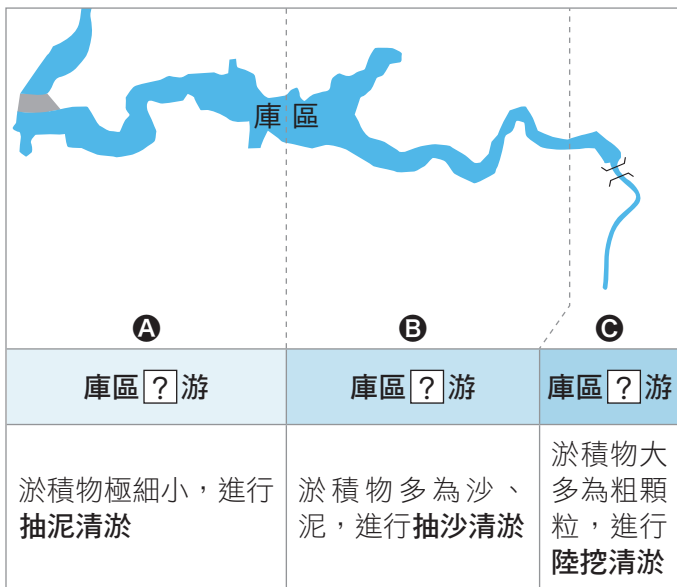 庫區
A B C
庫區?游 庫區?游 庫區?游
淤積物極細小，進行
抽泥清淤
淤積物多為沙、
泥，進行抽沙清淤
淤積物大
多為粗顆
粒，進行
陸挖清淤